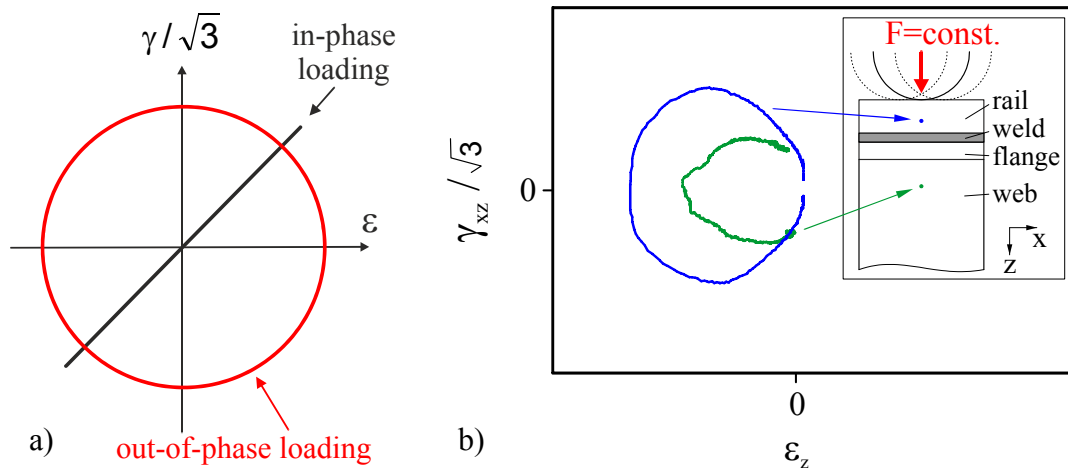 γ / √3
in-phase
loading
ε
a)
out-of-phase loading
b)
γxz / √3
0
0
εz
F=const.
rail
weld
flange
web
x
z